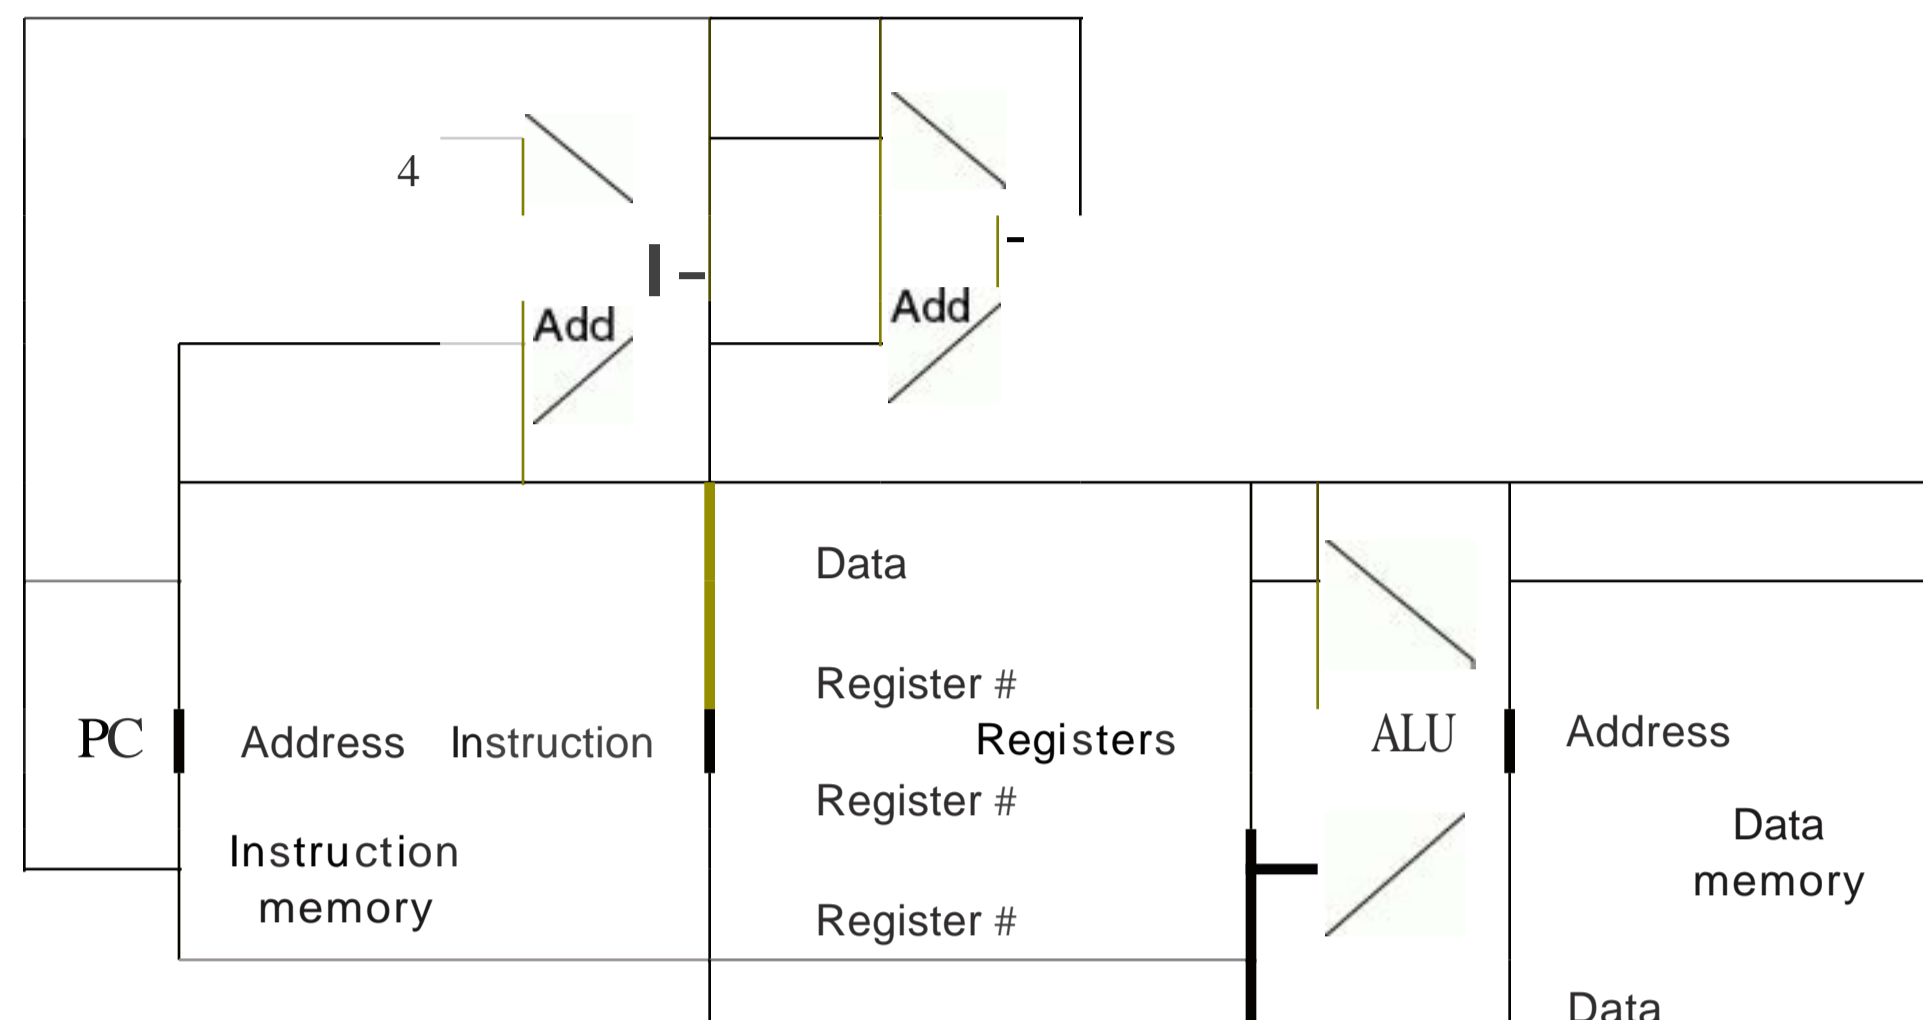 4
Add
Add
Data
Register #
PC
Address
Instruction
Registers
ALU
Address
Register #
Data
memory
Instruction
memory
Register #
Data